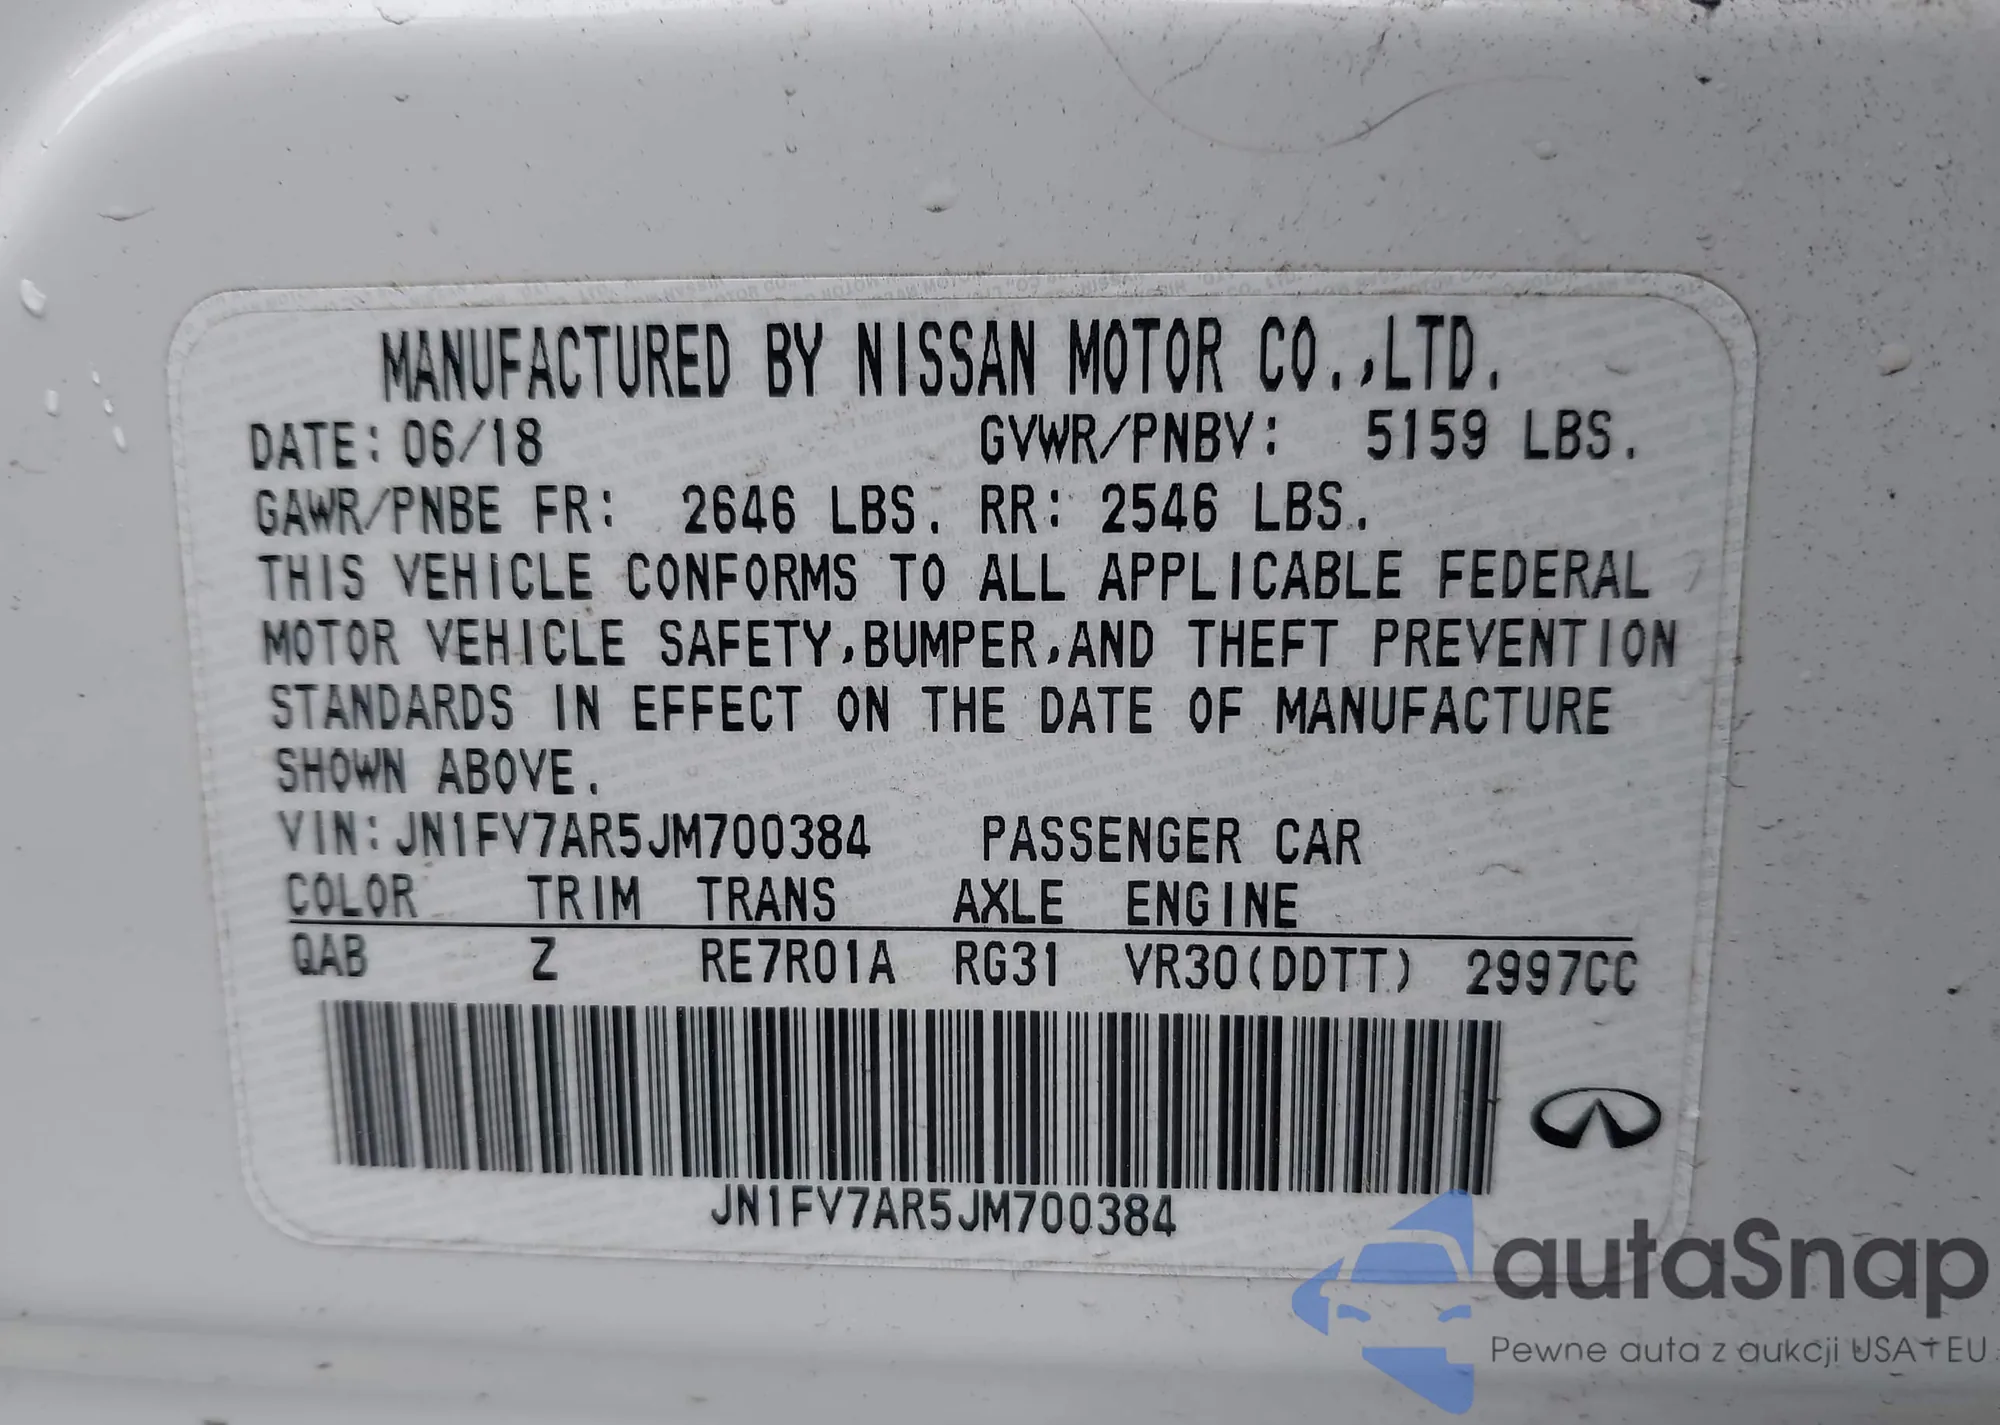 MANUFACTURED BY NISSAN MOTOR CO.,LTD.
DATE: 06/18 GVWR/PNBV: 5159 LBS.
GAWR/PNBE FR: 2646 LBS. RR: 2546 LBS.
THIS VEHICLE CONFORMS TO ALL APPLICABLE FEDERAL
MOTOR VEHICLE SAFETY,BUMPER,AND THEFT PREVENTION
STANDARDS IN EFFECT ON THE DATE OF MANUFACTURE
SHOWN ABOVE.
VIN:JN1FV7AR5JM700384 PASSENGER CAR
COLOR TRIM TRANS AXLE ENGINE
QAB Z RE7R01A RG31 VR30(DDTT) 2997CC
JN1FV7AR5JM700384
autaSnap
Pewne auta z aukcji USA + EU